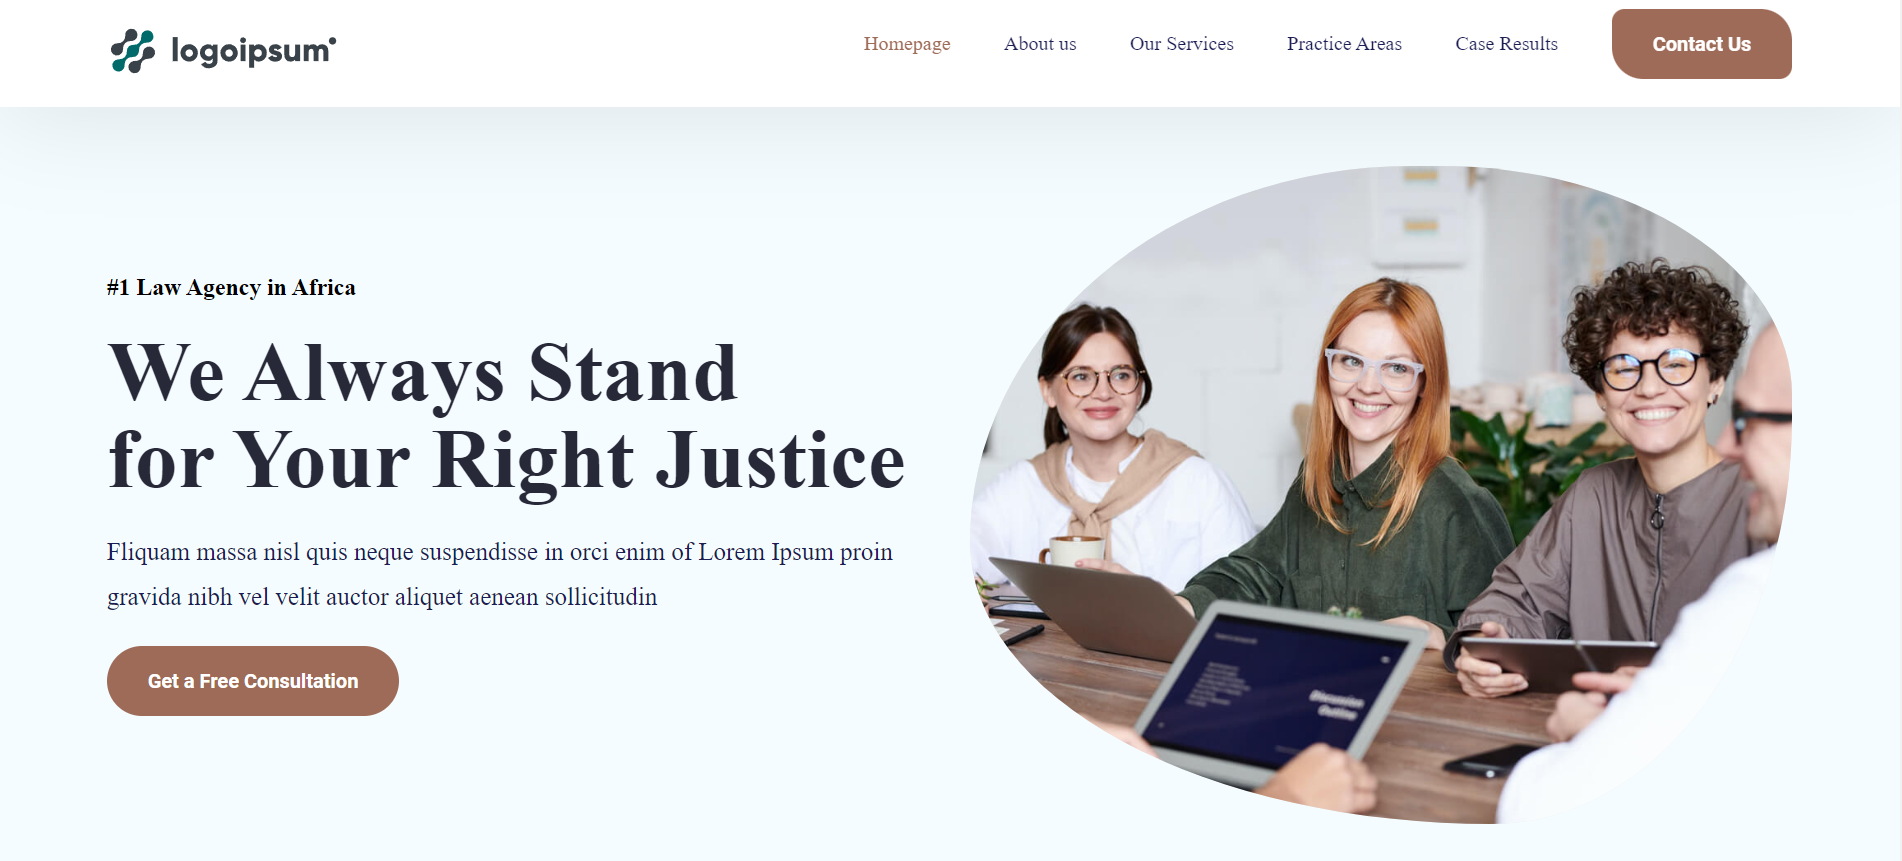 logoipsum
Homepage
About us
Our Services
Practice Areas
Case Results
Contact Us
#1 Law Agency in Africa
We Always Stand
for Your Right Justice
Fliquam massa nisl quis neque suspendisse in orci enim of Lorem Ipsum proin
gravida nibh vel velit auctor aliquet aenean sollicitudin
Get a Free Consultation
Discussion
Outline